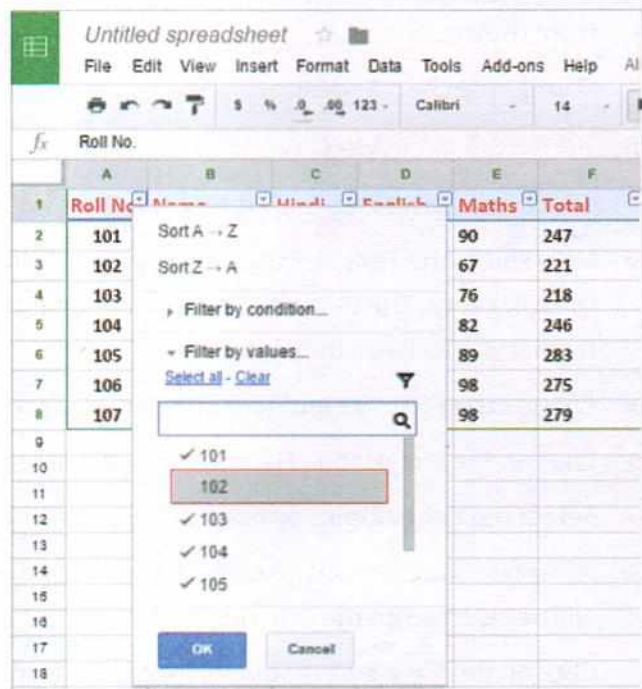 Untitled spreadsheet
File Edit View Insert Format Data Tools Add-ons Help
$ % .0 .00 123 Calibri 14
fx Roll No.
A B C D E F
1 Roll No Name Hindi English Maths Total
2 101 90 247
3 102 67 221
4 103 76 218
5 104 82 246
6 105 89 283
7 106 98 275
8 107 98 279
9
10
11
12
13
14
15
16
17
18
Sort A → Z
Sort Z → A
Filter by condition...
Filter by values...
Select all - Clear
✓ 101
102
✓ 103
✓ 104
✓ 105
OK Cancel